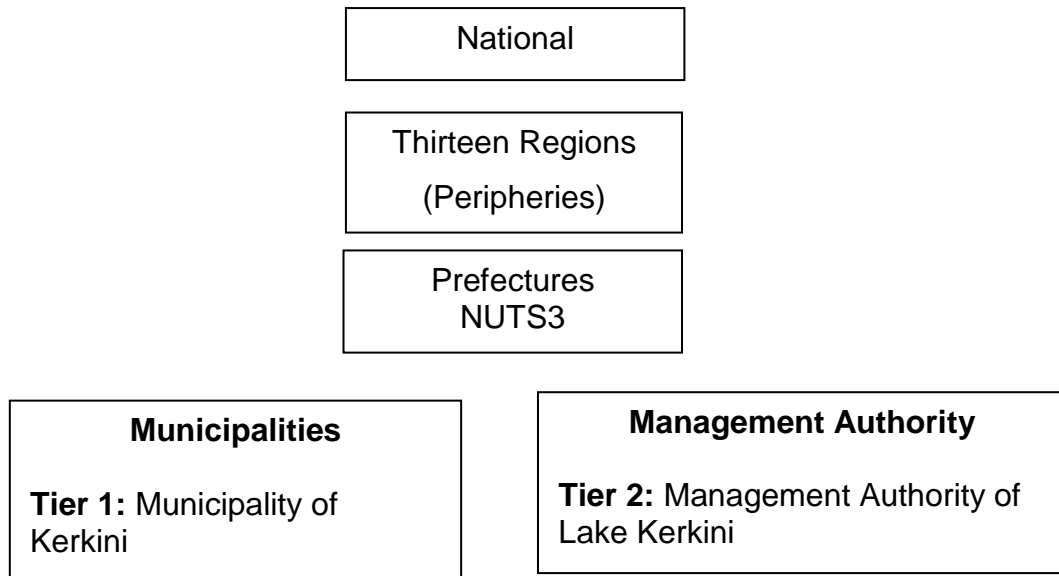 National
Thirteen Regions
(Peripheries)
Prefectures
NUTS3
Municipalities
Tier 1: Municipality of
Kerkini
Management Authority
Tier 2: Management Authority of
Lake Kerkini